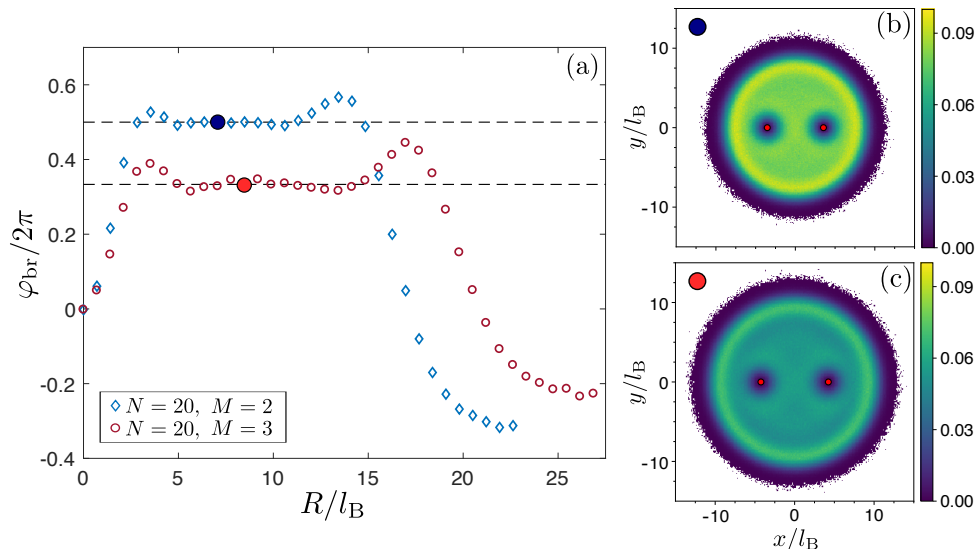 (a)
0.6
0.4
0.2
0
-0.2
-0.4
φbr/2π
0
5
10
15
20
25
R/lB
N = 20, M = 2
N = 20, M = 3
(b)
10
0
-10
y/lB
0.09
0.06
0.03
0.00
(c)
10
0
-10
y/lB
-10
0
10
x/lB
0.09
0.06
0.03
0.00